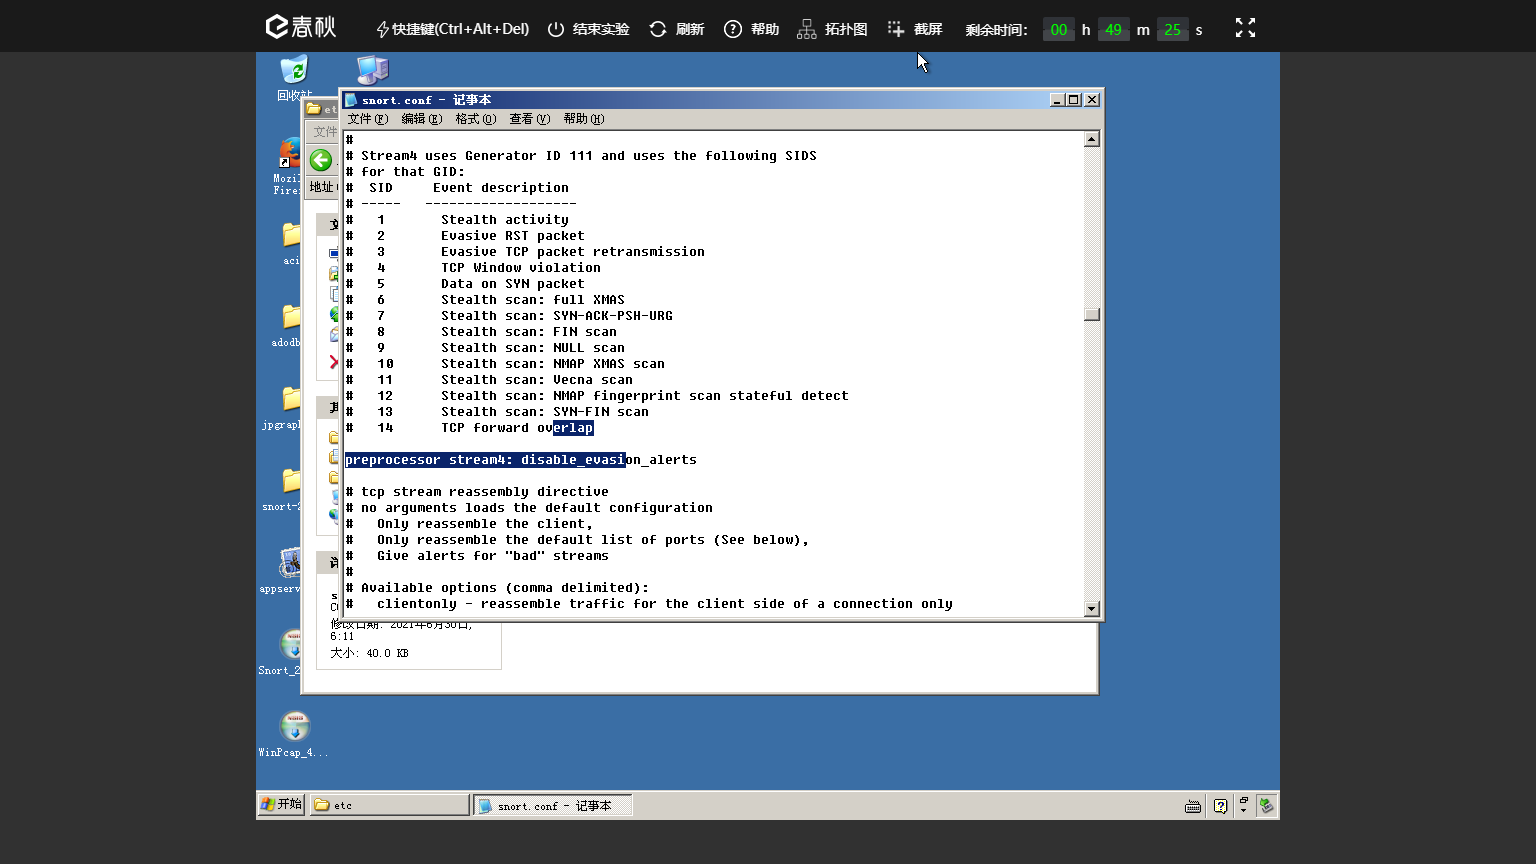 e春秋
快捷键(Ctrl+Alt+Del)
结束实验
刷新
帮助
拓扑图
截屏
剩余时间:
00 h 49 m 25 s
回收站
snort.conf - 记事本
文件(F) 编辑(E) 格式(O) 查看(V) 帮助(H)
#
# Stream4 uses Generator ID 111 and uses the following SIDS
# for that GID:
#  SID     Event description
# -----   -------------------
#   1       Stealth activity
#   2       Evasive RST packet
#   3       Evasive TCP packet retransmission
#   4       TCP Window violation
#   5       Data on SYN packet
#   6       Stealth scan: full XMAS
#   7       Stealth scan: SYN-ACK-PSH-URG
#   8       Stealth scan: FIN scan
#   9       Stealth scan: NULL scan
#   10      Stealth scan: NMAP XMAS scan
#   11      Stealth scan: Vecna scan
#   12      Stealth scan: NMAP fingerprint scan stateful detect
#   13      Stealth scan: SYN-FIN scan
#   14      TCP forward overlap
preprocessor stream4: disable_evasion_alerts
# tcp stream reassembly directive
# no arguments loads the default configuration
#   Only reassemble the client,
#   Only reassemble the default list of ports (See below),
#   Give alerts for "bad" streams
#
# Available options (comma delimited):
#   clientonly - reassemble traffic for the client side of a connection only
et
文件
地址
Mozil
Fire
aci
adodb
jpgraph
snort-2
appserv
Snort_2
WinPcap_4...
修改日期: 2021年6月30日,
6:11
大小: 40.0 KB
开始
etc
snort.conf - 记事本